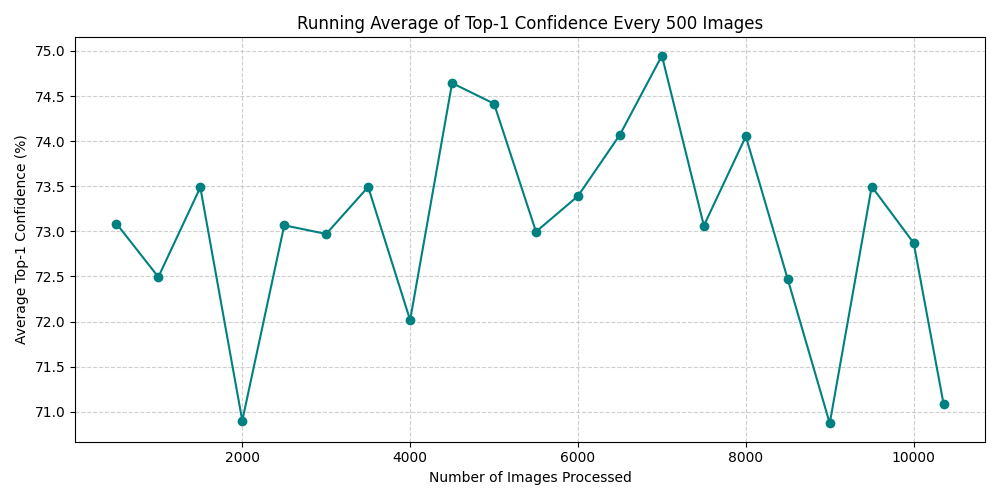 Running Average of Top-1 Confidence Every 500 Images
Average Top-1 Confidence (%)
75.0
74.5
74.0
73.5
73.0
72.5
72.0
71.5
71.0
2000 4000 6000 8000 10000
Number of Images Processed